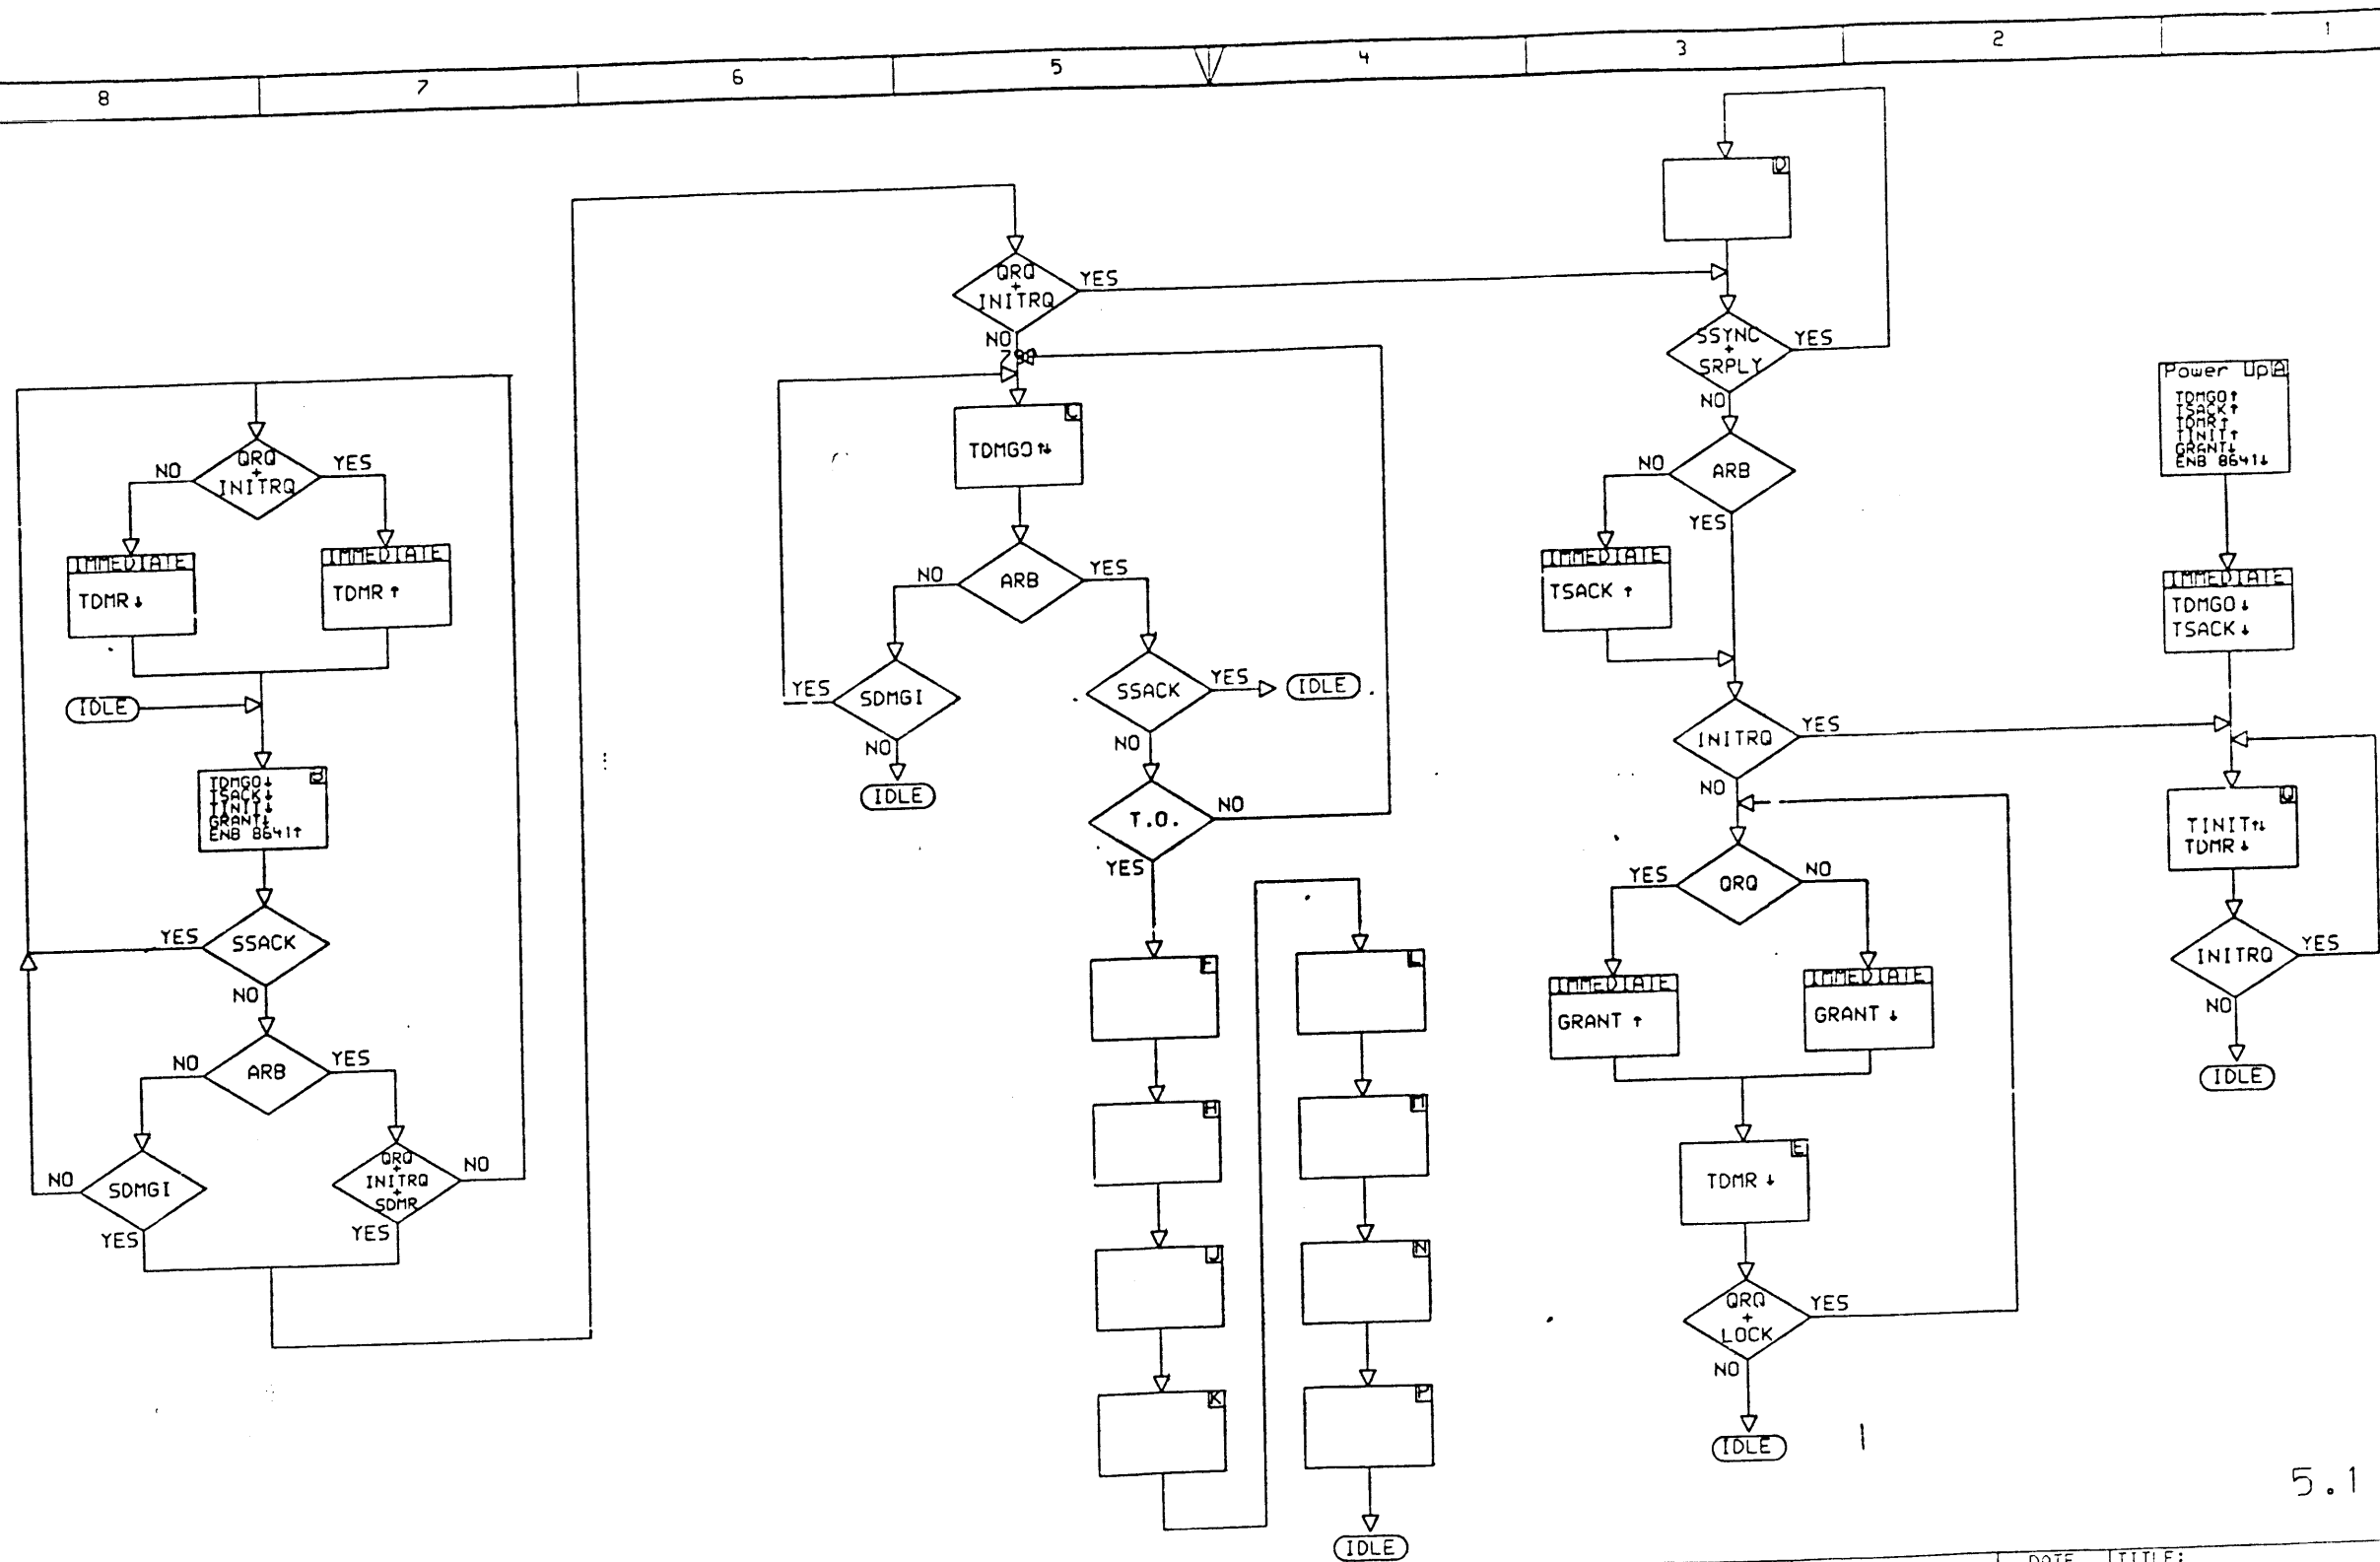 8 7 6 5 4 3 2 1
QRQ
+
INITRQ
NO
YES
IMMEDIATE
TDMR ↓
IMMEDIATE
TDMR ↑
IDLE
B
TDMGO↓
TSACK↓
TINIT↓
GRANT↓
ENB 8641↑
SSACK
YES
NO
ARB
NO
YES
SDMGI
NO
YES
QRQ
+
INITRQ
+
SDMR
NO
YES
QRQ
+
INITRQ
YES
NO
C
TDMGO ↑↓
ARB
NO
YES
SDMGI
YES
NO
IDLE
SSACK
YES
IDLE
NO
T.O.
NO
YES
F
H
J
K
L
M
N
P
IDLE
D
SSYNC
+
SRPLY
YES
NO
ARB
NO
YES
IMMEDIATE
TSACK ↑
INITRQ
YES
NO
QRQ
YES
NO
IMMEDIATE
GRANT ↑
IMMEDIATE
GRANT ↓
E
TDMR ↓
QRQ
+
LOCK
YES
NO
IDLE
Power Up A
TDMGO↑
TSACK↑
TDMR↑
TINIT↑
GRANT↓
ENB 8641↓
IMMEDIATE
TDMGO ↓
TSACK ↓
Q
TINIT↑↓
TDMR ↓
INITRQ
YES
NO
IDLE
5.1
DATE TITLE: